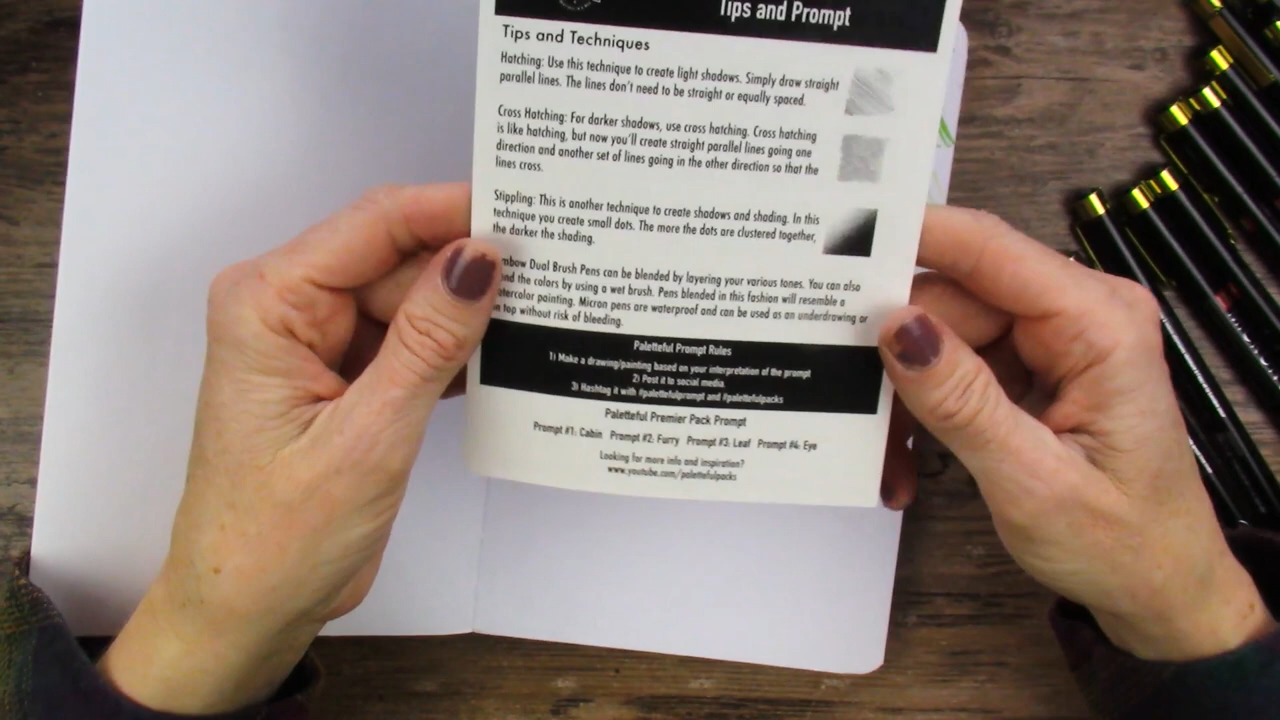 Tips and Prompt
Tips and Techniques
Hatching: Use this technique to create light shadows. Simply draw straight
parallel lines. The lines don't need to be straight or equally spaced.
Cross Hatching: For darker shadows, use cross hatching. Cross hatching
is like hatching, but now you'll create straight parallel lines going one
direction and another set of lines going in the other direction so that the
lines cross.
Stippling: This is another technique to create shadows and shading. In this
technique you create small dots. The more the dots are clustered together,
the darker the shading.
mbow Dual Brush Pens can be blended by layering your various tones. You can also
nd the colors by using a wet brush. Pens blended in this fashion will resemble a
tercolor painting. Micron pens are waterproof and can be used as an underdrawing or
n top without risk of bleeding.
Paletteful Prompt Rules
1) Make a drawing/painting based on your interpretation of the prompt
2) Post it to social media.
3) Hashtag it with #palettefulprompt and #palettefulpacks
Paletteful Premier Pack Prompt
Prompt #1: Cabin Prompt #2: Furry Prompt #3: Leaf Prompt #4: Eye
Looking for more info and inspiration?
www.youtube.com/palettefulpacks